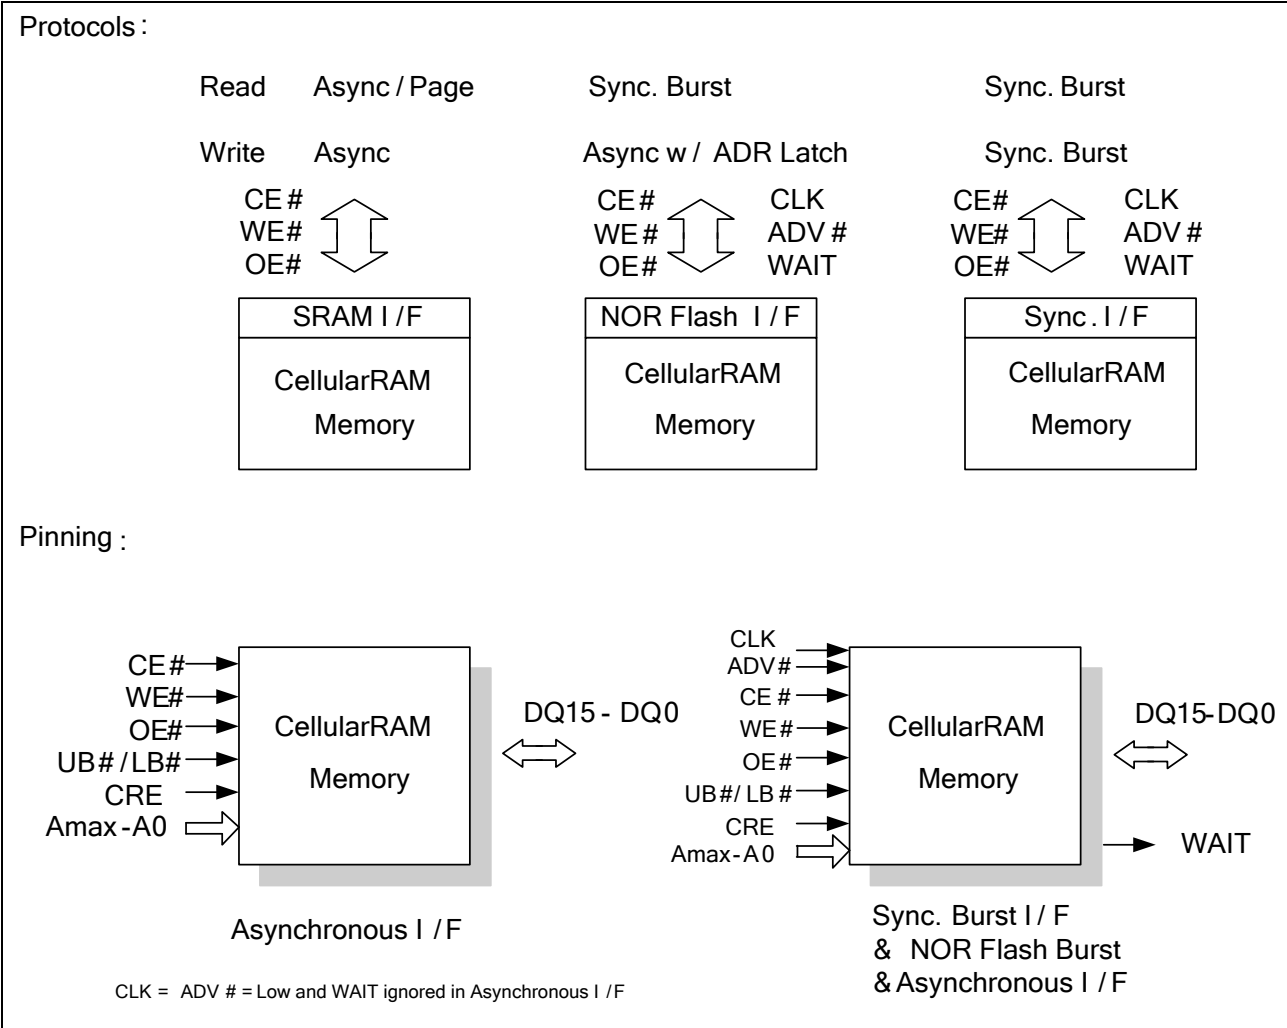 Protocols :
Read Async / Page Sync. Burst Sync. Burst
Write Async Async w / ADR Latch Sync. Burst
CE # CE # CLK CE# CLK
WE# WE # ADV # WE# ADV #
OE# OE# WAIT OE# WAIT
SRAM I / F NOR Flash I / F Sync . I / F
CellularRAM CellularRAM CellularRAM
Memory Memory Memory
Pinning :
CE #
WE#
OE#
UB # / LB#
CRE
Amax - A0
CellularRAM
Memory
DQ15 - DQ0
Asynchronous I / F
CLK = ADV # = Low and WAIT ignored in Asynchronous I / F
CLK
ADV #
CE #
WE #
OE #
UB #/ LB #
CRE
Amax - A 0
CellularRAM
Memory
DQ15-DQ0
WAIT
Sync. Burst I / F
& NOR Flash Burst
& Asynchronous I / F